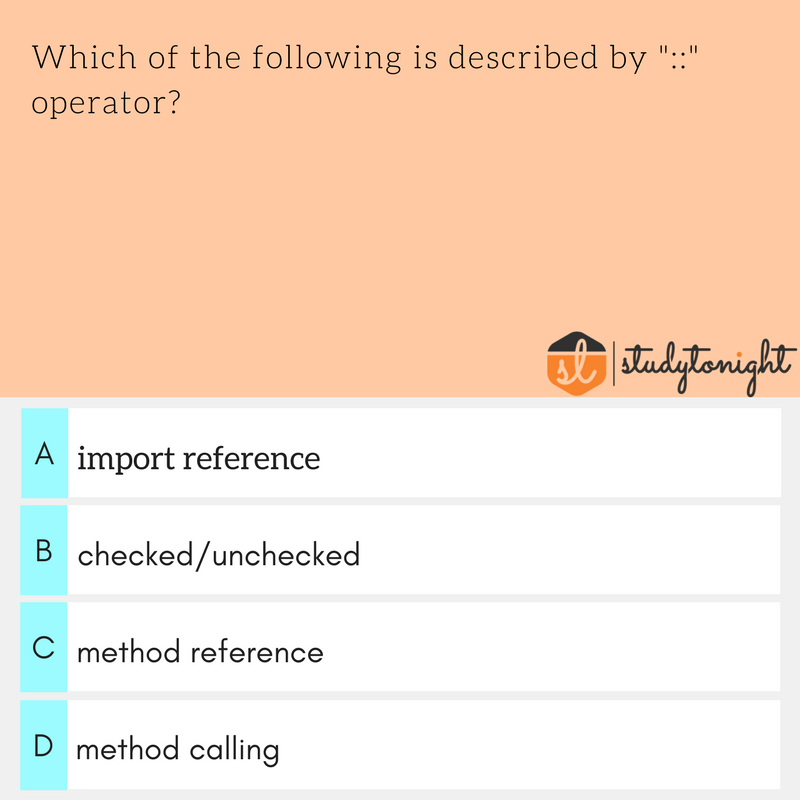 Which of the following is described by "::"
operator?
sl studytonight
A import reference
B checked/unchecked
C method reference
D method calling